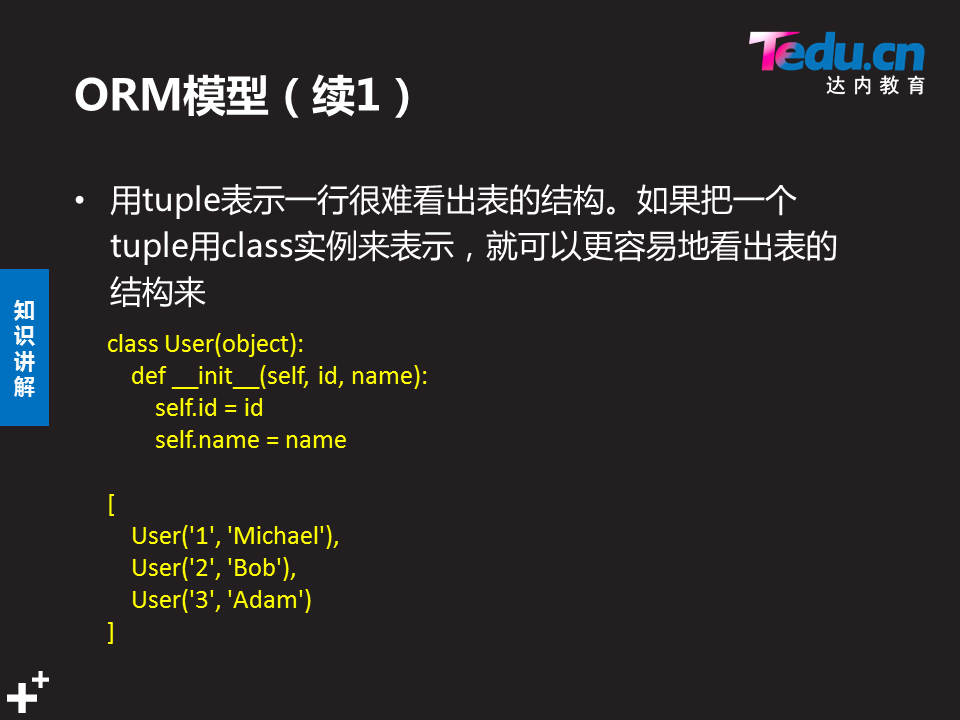 Tedu.cn
达内教育
ORM模型（续1）
• 用tuple表示一行很难看出表的结构。如果把一个
tuple用class实例来表示，就可以更容易地看出表的
结构来
知
识
讲
解
class User(object):
    def __init__(self, id, name):
        self.id = id
        self.name = name
[
    User('1', 'Michael'),
    User('2', 'Bob'),
    User('3', 'Adam')
]